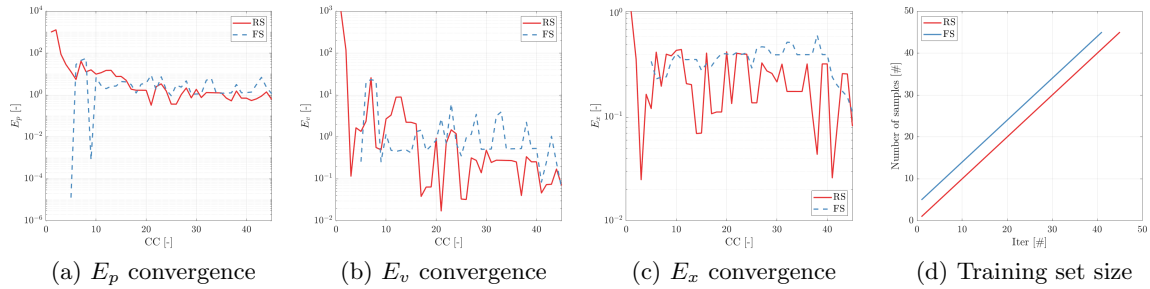 10^4
10^2
10^0
10^-2
10^-4
10^-6
E_p [-]
0 10 20 30 40
CC [-]
RS
FS
(a) E_p convergence
10^3
10^2
10^1
10^0
10^-1
10^-2
E_v [-]
0 10 20 30 40
CC [-]
RS
FS
(b) E_v convergence
10^0
10^-1
10^-2
E_x [-]
0 10 20 30 40
CC [-]
RS
FS
(c) E_x convergence
50
40
30
20
10
0
Number of samples [#]
0 10 20 30 40 50
Iter [#]
RS
FS
(d) Training set size